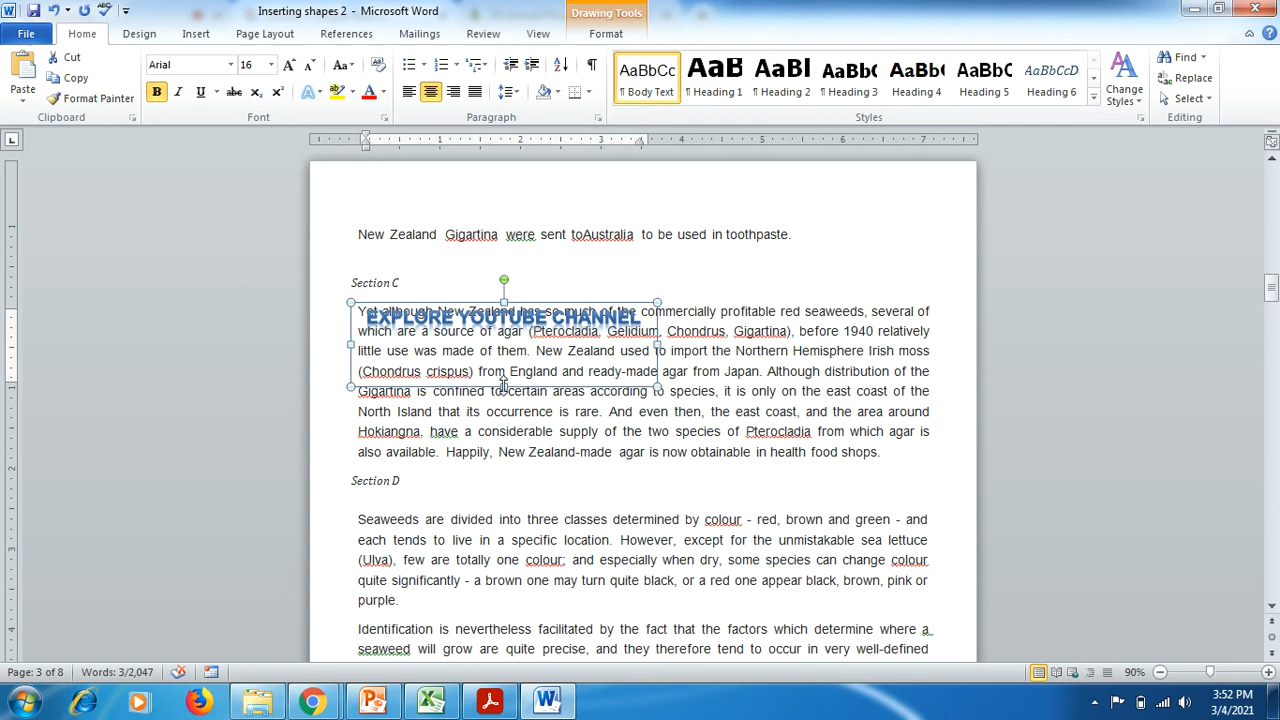 Inserting shapes 2 - Microsoft Word
Drawing Tools
File Home Design Insert Page Layout References Mailings Review View Format
Paste
Cut
Copy
Format Painter
Clipboard
Arial 16
Font
Paragraph
AaBbCc AaBl AaBl AaBbCc AaBbC AaBbC AaBbCcD
¶ Body Text ¶ Heading 1 ¶ Heading 2 ¶ Heading 3 Heading 4 ¶ Heading 5 ¶ Heading 6
Change Styles
Styles
Find
Replace
Select
Editing
New Zealand Gigartina were sent toAustralia to be used in toothpaste.
Section C
EXPLORE YOUTUBE CHANNEL
Yet although New Zealand has so much of the commercially profitable red seaweeds, several of
which are a source of agar (Pterocladia, Gelidium, Chondrus, Gigartina), before 1940 relatively
little use was made of them. New Zealand used to import the Northern Hemisphere Irish moss
(Chondrus crispus) from England and ready-made agar from Japan. Although distribution of the
Gigartina is confined to certain areas according to species, it is only on the east coast of the
North Island that its occurrence is rare. And even then, the east coast, and the area around
Hokiangna, have a considerable supply of the two species of Pterocladia from which agar is
also available. Happily, New Zealand-made agar is now obtainable in health food shops.
Section D
Seaweeds are divided into three classes determined by colour - red, brown and green - and
each tends to live in a specific location. However, except for the unmistakable sea lettuce
(Ulva), few are totally one colour; and especially when dry, some species can change colour
quite significantly - a brown one may turn quite black, or a red one appear black, brown, pink or
purple.
Identification is nevertheless facilitated by the fact that the factors which determine where a
seaweed will grow are quite precise, and they therefore tend to occur in very well-defined
Page: 3 of 8 Words: 3/2,047 90%
3:52 PM
3/4/2021